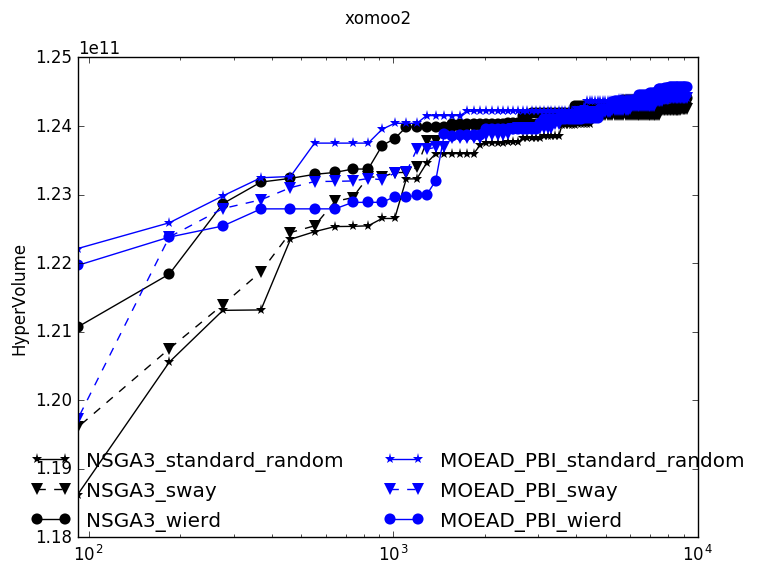 xomoo2
1e11
1.25
1.24
1.23
1.22
1.21
1.20
1.19
1.18
HyperVolume
NSGA3_standard_random
NSGA3_sway
NSGA3_wierd
MOEAD_PBI_standard_random
MOEAD_PBI_sway
MOEAD_PBI_wierd
10² 10³ 10⁴